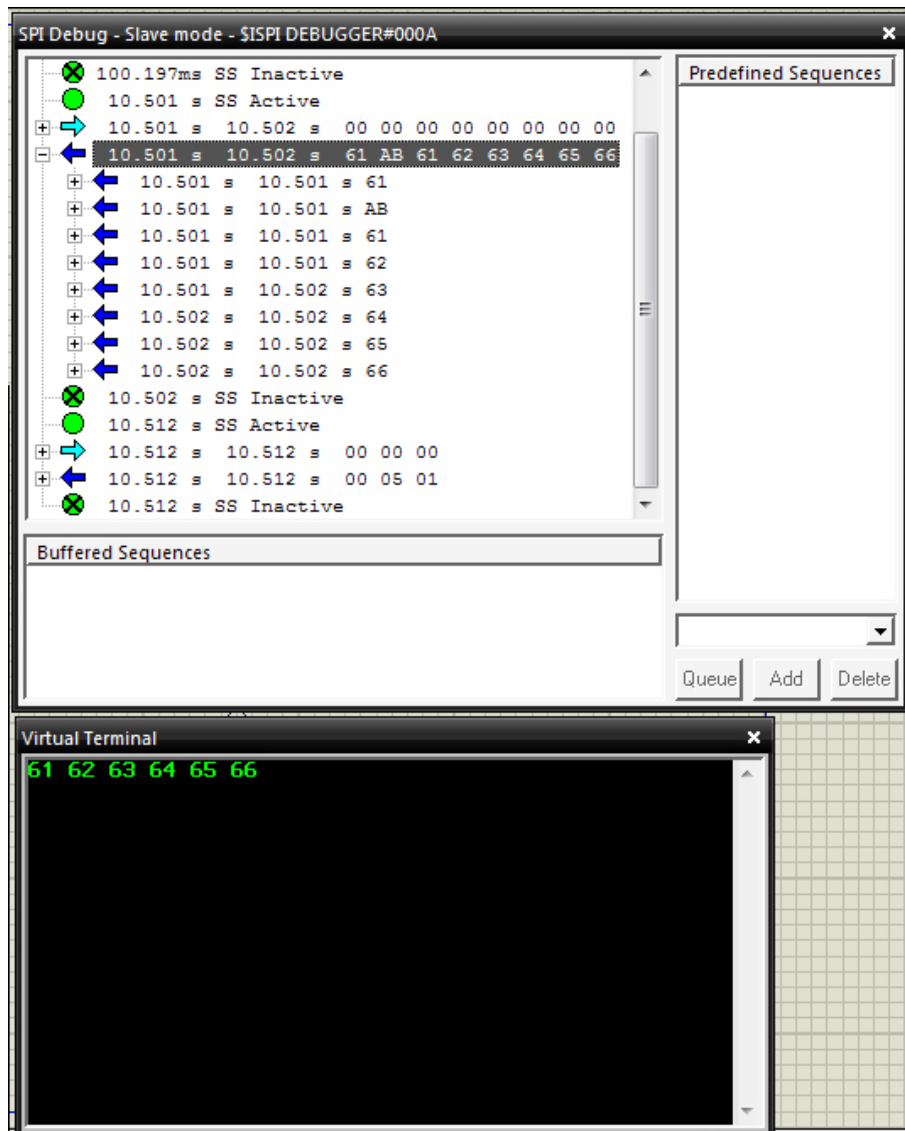 SPI Debug - Slave mode - $ISPI DEBUGGER#000A
100.197ms SS Inactive
10.501 s SS Active
10.501 s 10.502 s 00 00 00 00 00 00 00 00
10.501 s 10.502 s 61 AB 61 62 63 64 65 66
10.501 s 10.501 s 61
10.501 s 10.501 s AB
10.501 s 10.501 s 61
10.501 s 10.501 s 62
10.501 s 10.502 s 63
10.502 s 10.502 s 64
10.502 s 10.502 s 65
10.502 s 10.502 s 66
10.502 s SS Inactive
10.512 s SS Active
10.512 s 10.512 s 00 00 00
10.512 s 10.512 s 00 05 01
10.512 s SS Inactive
Predefined Sequences
Buffered Sequences
Queue Add Delete
Virtual Terminal
61 62 63 64 65 66